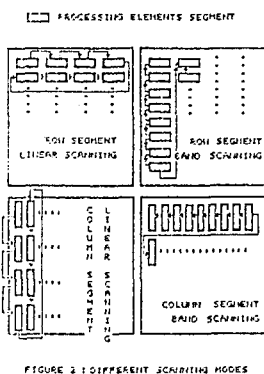 PROCESSING ELEMENTS SEGMENT
ROW SEGMENT
LINEAR SCANNING
ROW SEGMENT
BAND SCANNING
COLUMN SEGMENT
LINEAR SCANNING
COLUMN SEGMENT
BAND SCANNING
FIGURE 2 : DIFFERENT SCANNING MODES